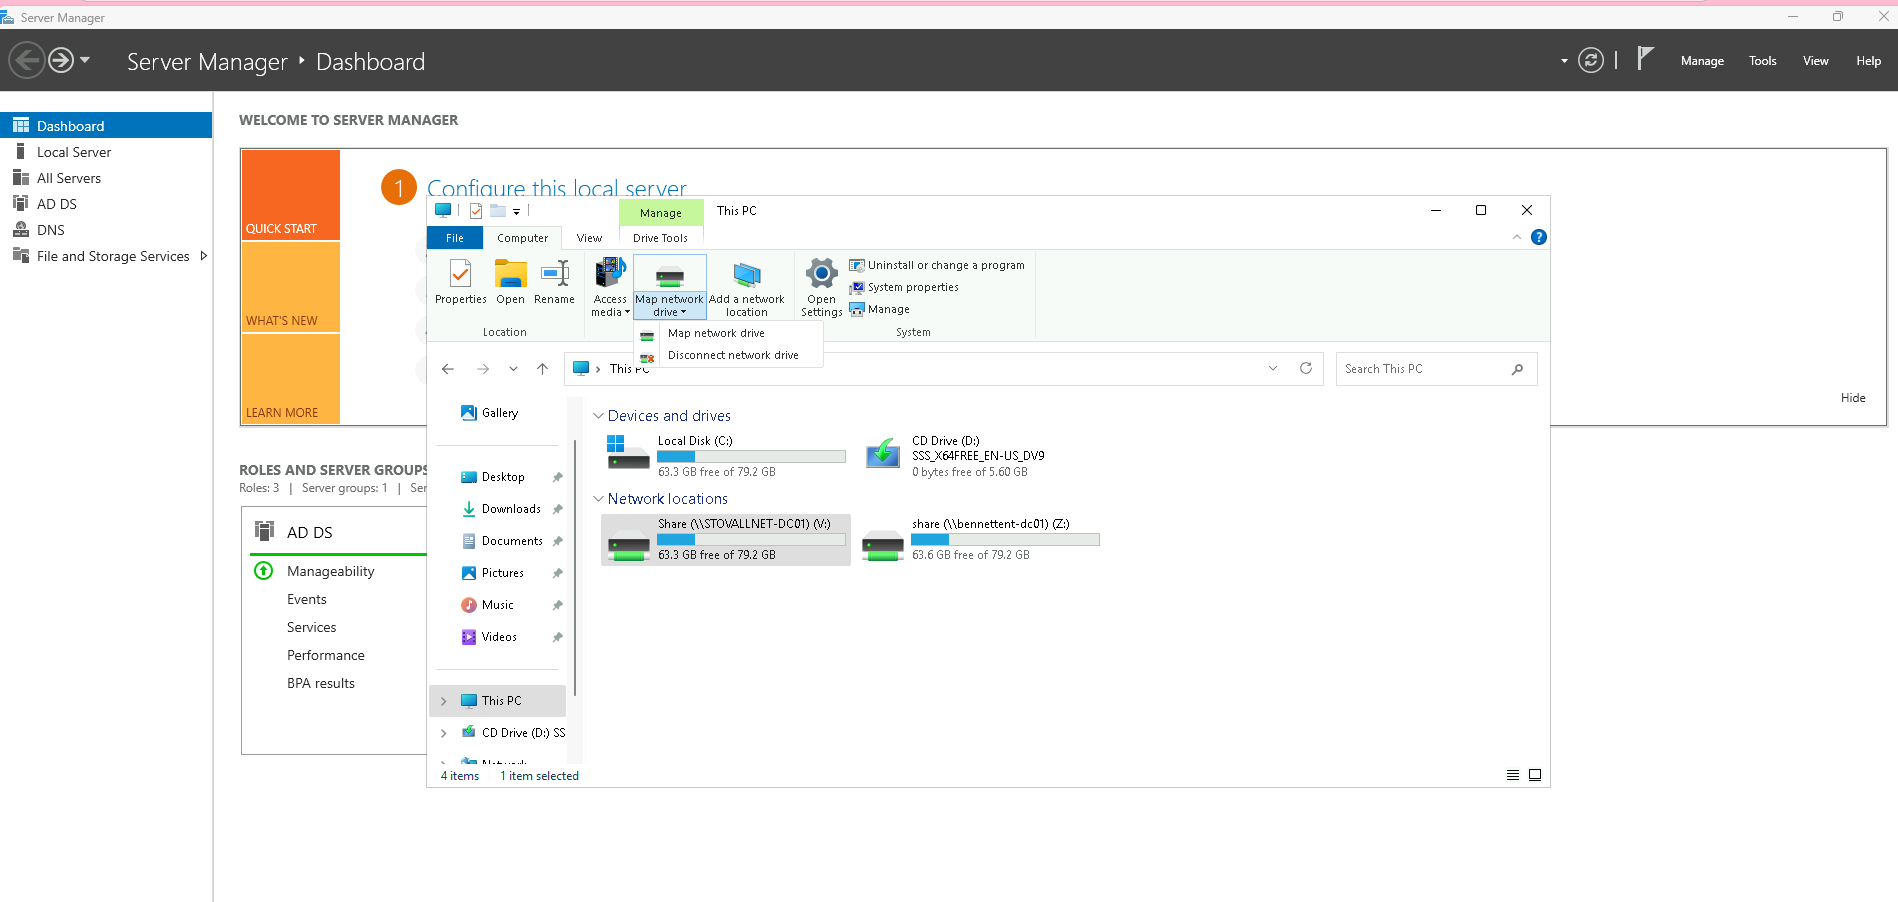 Server Manager
Server Manager ‣ Dashboard
Manage Tools View Help
Dashboard
Local Server
All Servers
AD DS
DNS
File and Storage Services
WELCOME TO SERVER MANAGER
QUICK START
WHAT'S NEW
LEARN MORE
1 Configure this local server
Hide
ROLES AND SERVER GROUPS
Roles: 3 | Server groups: 1 | Ser
AD DS
Manageability
Events
Services
Performance
BPA results
Manage This PC
File Computer View Drive Tools
Properties Open Rename
Location
Access media
Map network drive
Add a network location
Open Settings
Uninstall or change a program
System properties
Manage
System
Map network drive
Disconnect network drive
This PC
Search This PC
Gallery
Desktop
Downloads
Documents
Pictures
Music
Videos
This PC
CD Drive (D:) SS
Network
Devices and drives
Local Disk (C:)
63.3 GB free of 79.2 GB
CD Drive (D:)
SSS_X64FREE_EN-US_DV9
0 bytes free of 5.60 GB
Network locations
Share (\\STOVALLNET-DC01) (V:)
63.3 GB free of 79.2 GB
share (\\bennettent-dc01) (Z:)
63.6 GB free of 79.2 GB
4 items 1 item selected